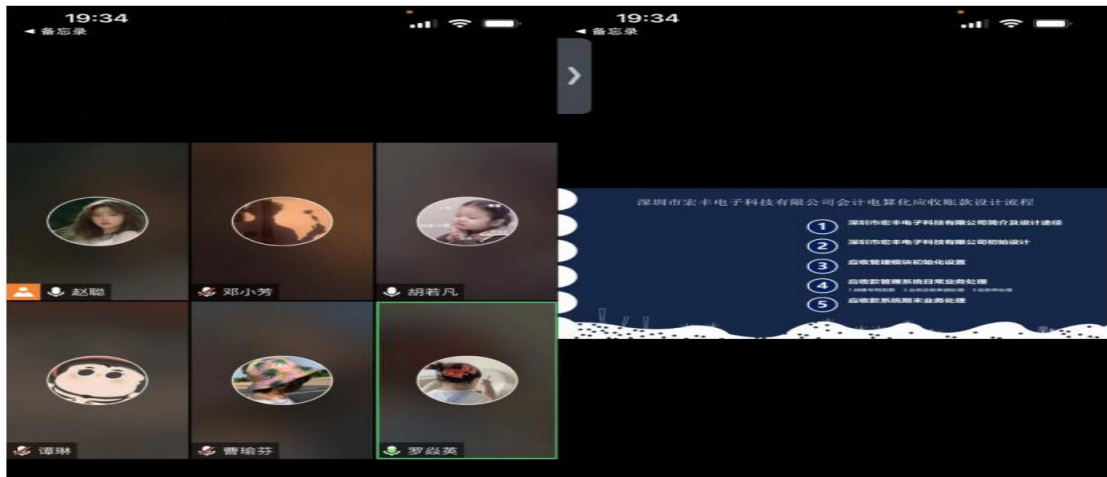 19:34
◀ 备忘录
赵聪
邓小芳
胡若凡
谭琳
曹瑜芬
罗焱英
19:34
◀ 备忘录
深圳市宏丰电子科技有限公司会计电算化应收账款设计流程
1 深圳市宏丰电子科技有限公司简介及设计途径
2 深圳市宏丰电子科技有限公司初始设计
3 应收管理模块初始化设置
4 应收款管理系统日常业务处理
5 应收款系统期末业务处理